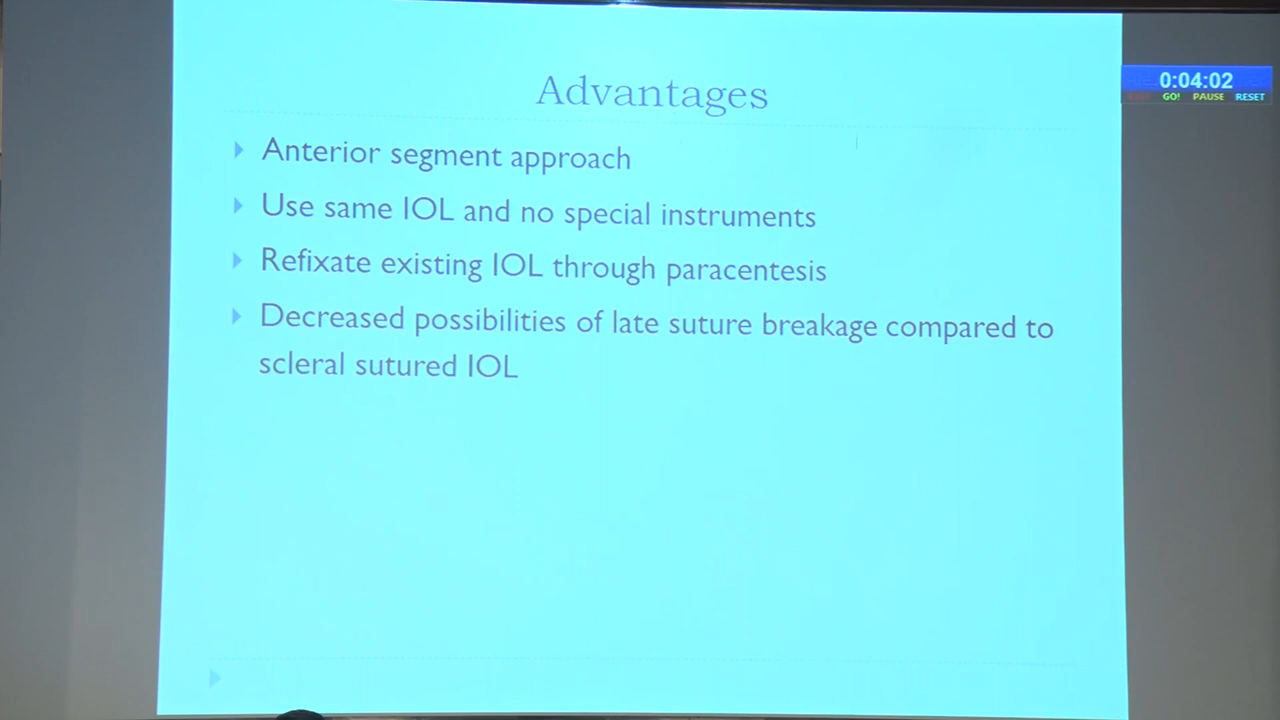 Advantages
0:04:02
GO! PAUSE RESET
Anterior segment approach
Use same IOL and no special instruments
Refixate existing IOL through paracentesis
Decreased possibilities of late suture breakage compared to
scleral sutured IOL